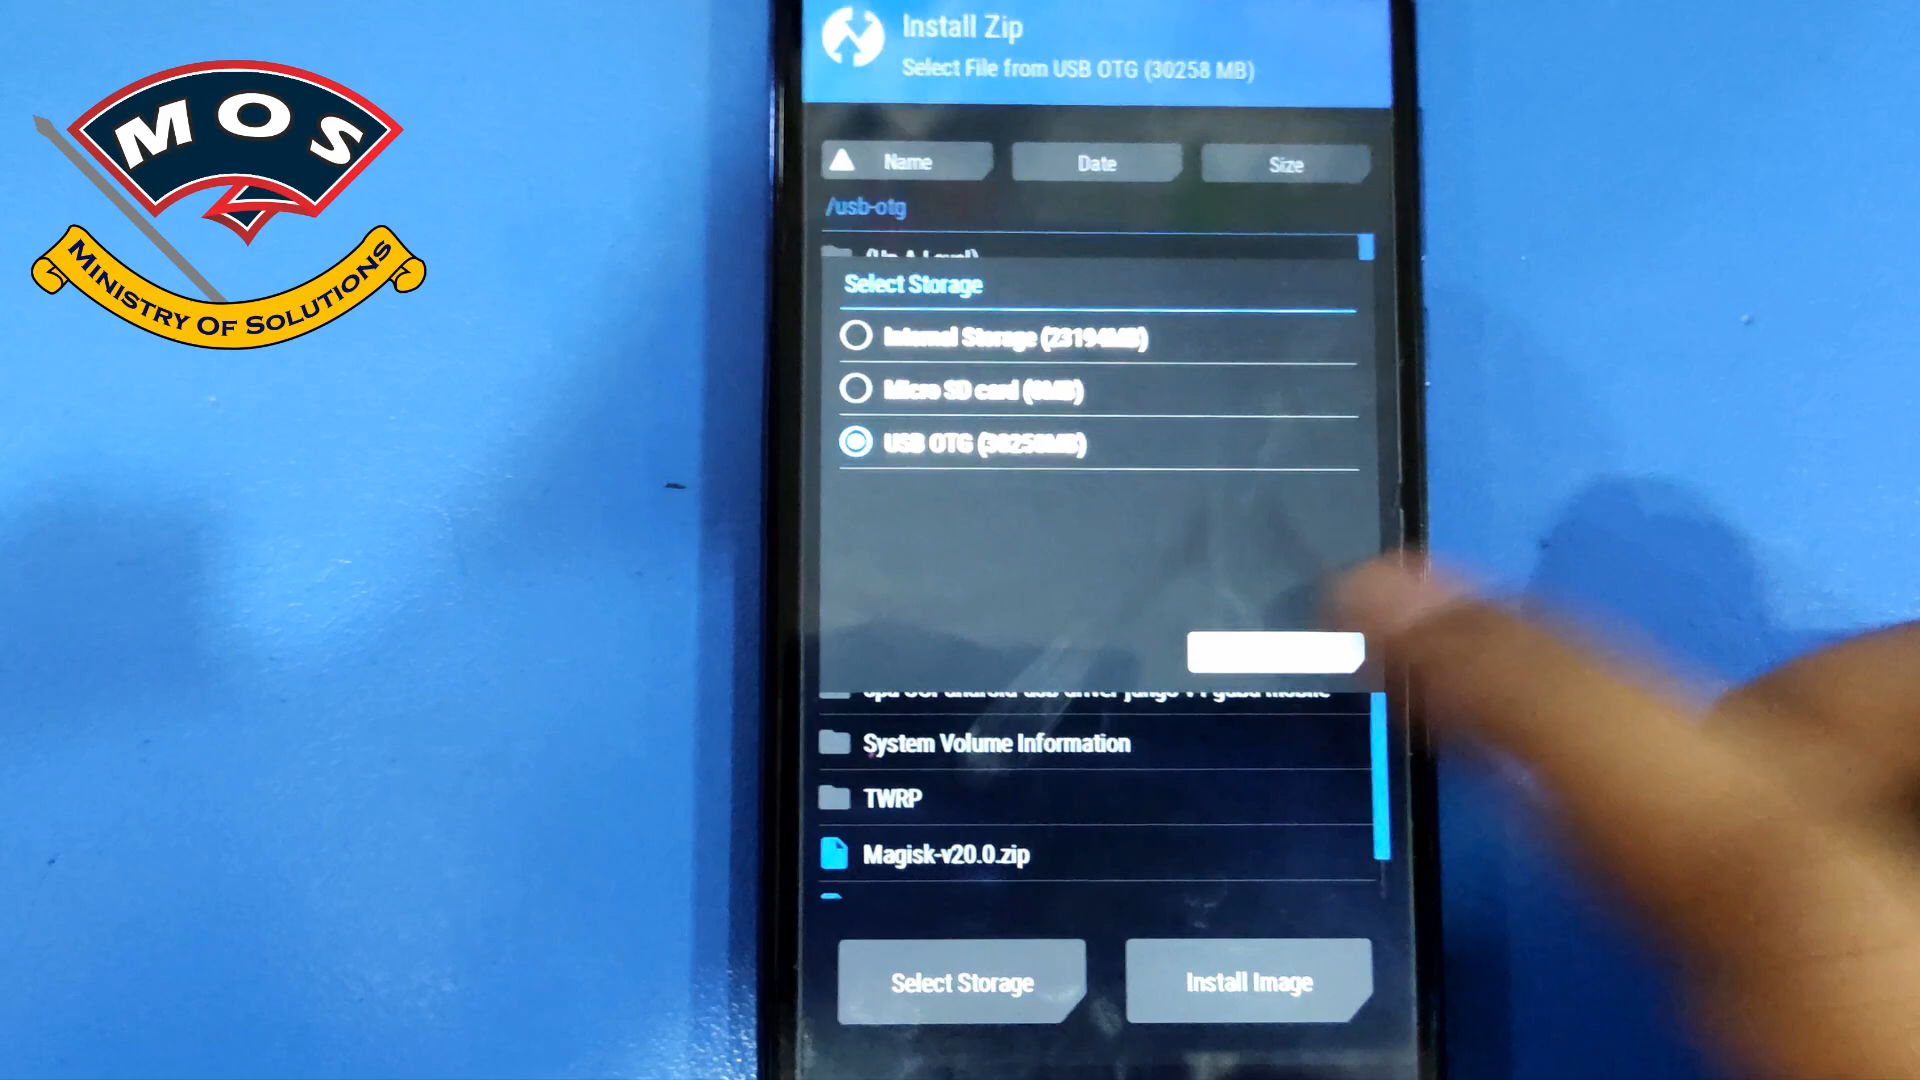 MOS
MINISTRY OF SOLUTIONS
Install Zip
Select File from USB OTG (30258 MB)
Name
Date
Size
/usb-otg
(Up A Level)
Select Storage
Internal Storage (23194MB)
Micro SD card (0MB)
USB OTG (30258MB)
System Volume Information
TWRP
Magisk-v20.0.zip
Select Storage
Install Image